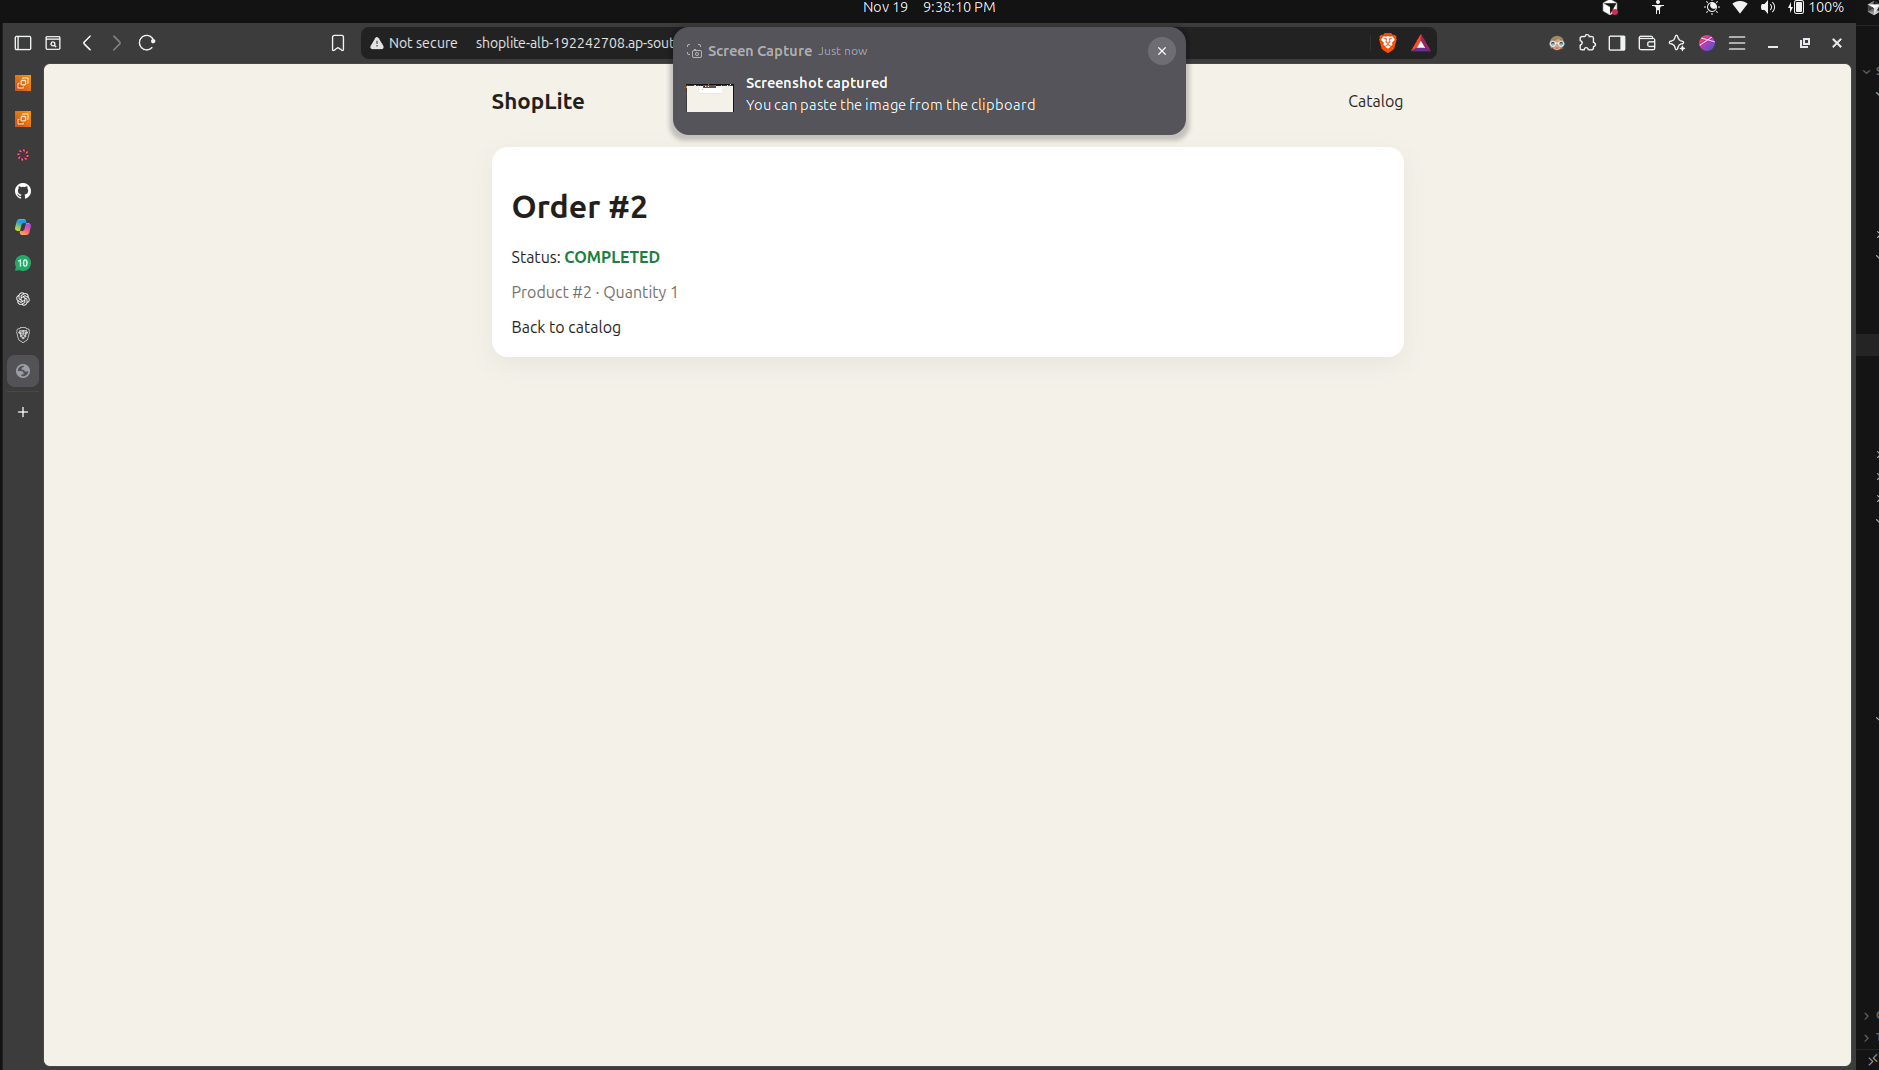 Nov 19 9:38:10 PM
100%
Not secure shoplite-alb-192242708.ap-sout
Screen Capture Just now
Screenshot captured
You can paste the image from the clipboard
10
ShopLite
Catalog
Order #2
Status: COMPLETED
Product #2 · Quantity 1
Back to catalog